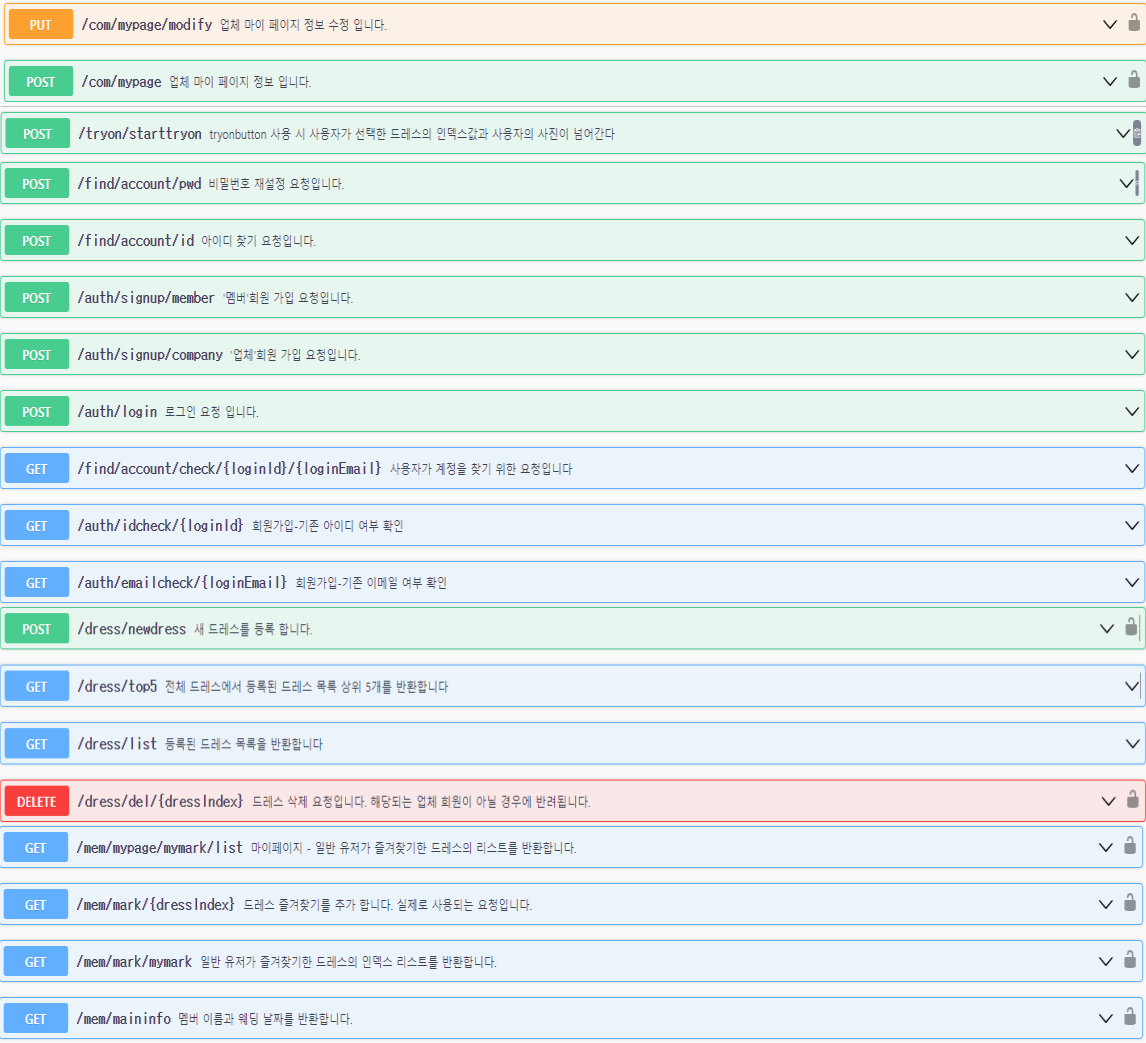 PUT /com/mypage/modify 업체 마이 페이지 정보 수정 입니다.
POST /com/mypage 업체 마이 페이지 정보 입니다.
POST /tryon/starttryon tryonbutton 사용 시 사용자가 선택한 드레스의 인덱스값과 사용자의 사진이 넘어간다
POST /find/account/pwd 비밀번호 재설정 요청입니다.
POST /find/account/id 아이디 찾기 요청입니다.
POST /auth/signup/member '멤버'회원 가입 요청입니다.
POST /auth/signup/company '업체'회원 가입 요청입니다.
POST /auth/login 로그인 요청 입니다.
GET /find/account/check/{loginId}/{loginEmail} 사용자가 계정을 찾기 위한 요청입니다
GET /auth/idcheck/{loginId} 회원가입-기존 아이디 여부 확인
GET /auth/emailcheck/{loginEmail} 회원가입-기존 이메일 여부 확인
POST /dress/newdress 새 드레스를 등록 합니다.
GET /dress/top5 전체 드레스에서 등록된 드레스 목록 상위 5개를 반환합니다
GET /dress/list 등록된 드레스 목록을 반환합니다
DELETE /dress/del/{dressIndex} 드레스 삭제 요청입니다. 해당되는 업체 회원이 아닐 경우에 반려됩니다.
GET /mem/mypage/mymark/list 마이페이지 - 일반 유저가 즐겨찾기한 드레스의 리스트를 반환합니다.
GET /mem/mark/{dressIndex} 드레스 즐겨찾기를 추가 합니다. 실제로 사용되는 요청입니다.
GET /mem/mark/mymark 일반 유저가 즐겨찾기한 드레스의 인덱스 리스트를 반환합니다.
GET /mem/maininfo 멤버 이름과 웨딩 날짜를 반환합니다.